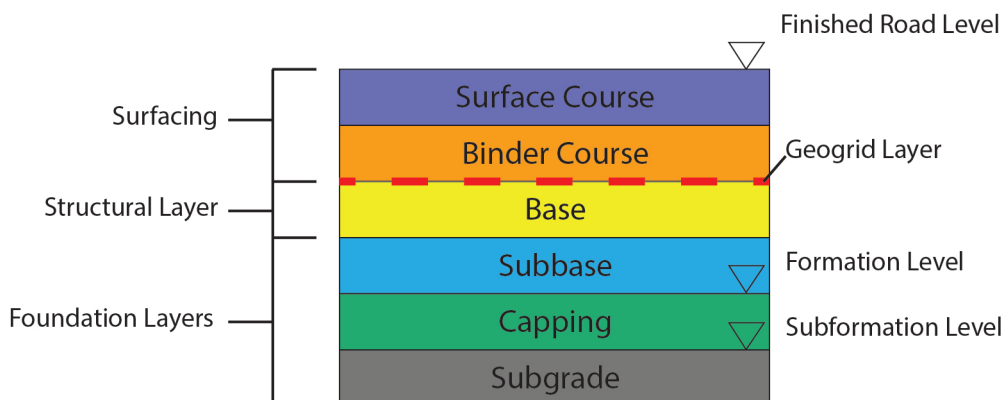 Finished Road Level
Surface Course
Surfacing
Binder Course
Geogrid Layer
Structural Layer
Base
Subbase
Formation Level
Foundation Layers
Capping
Subformation Level
Subgrade